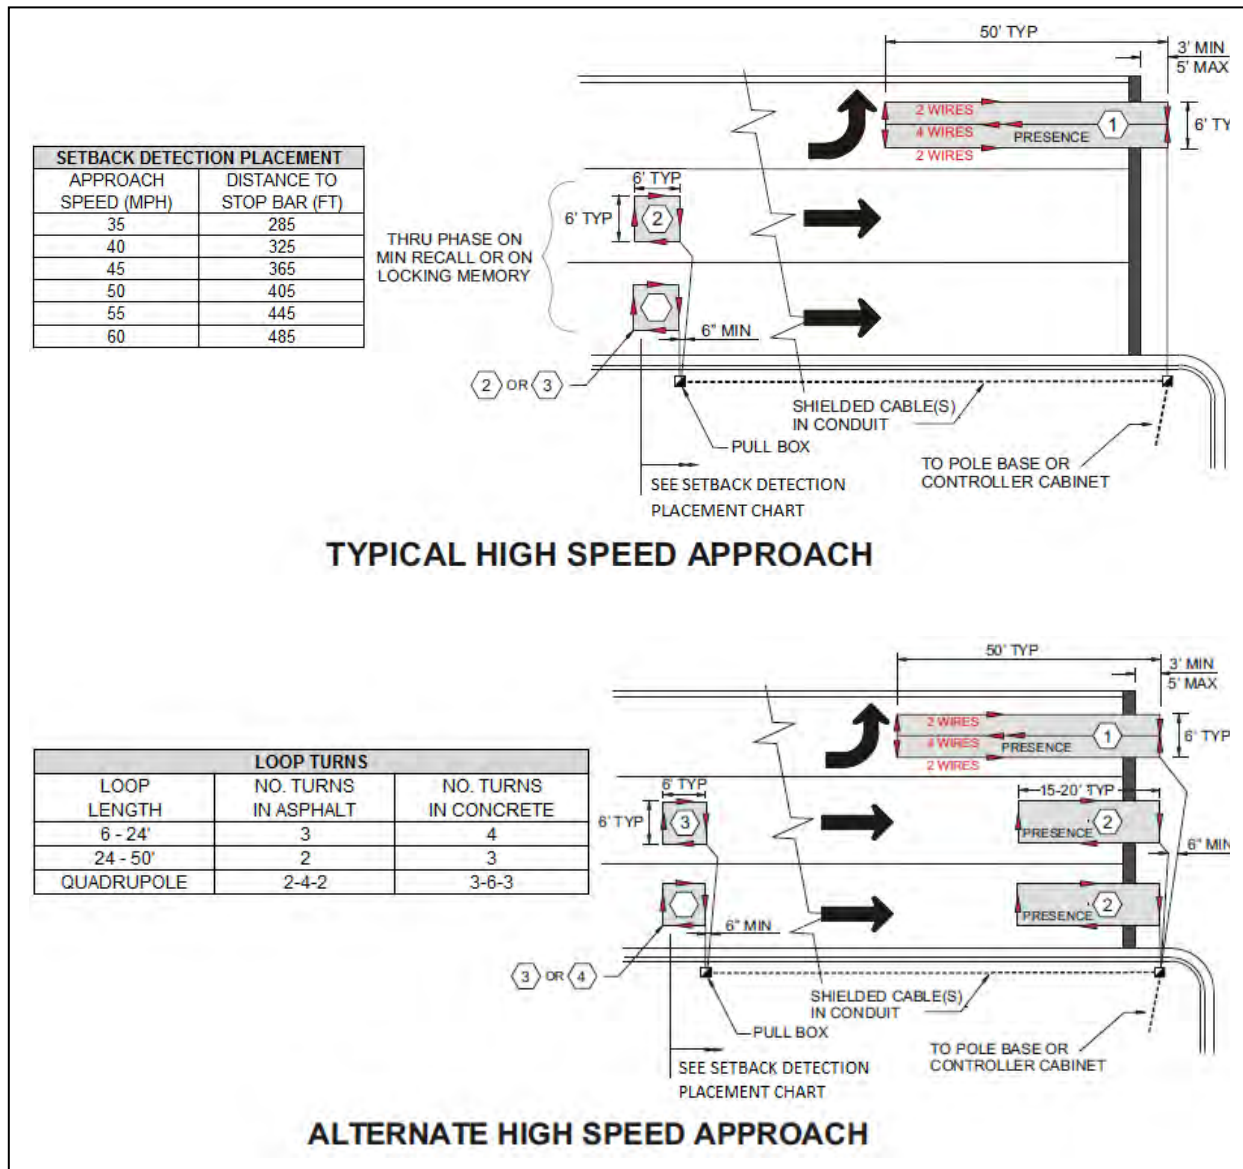 50' TYP
3' MIN
5' MAX
2 WIRES
4 WIRES
PRESENCE
1
2 WIRES
6' TY
SETBACK DETECTION PLACEMENT
APPROACH SPEED (MPH) DISTANCE TO STOP BAR (FT)
35 285
40 325
45 365
50 405
55 445
60 485
THRU PHASE ON
MIN RECALL OR ON
LOCKING MEMORY
6' TYP
6' TYP
2
6" MIN
2 OR 3
SHIELDED CABLE(S)
IN CONDUIT
PULL BOX
TO POLE BASE OR
CONTROLLER CABINET
SEE SETBACK DETECTION
PLACEMENT CHART
TYPICAL HIGH SPEED APPROACH
50' TYP
3' MIN
5' MAX
2 WIRES
4 WIRES
PRESENCE
1
2 WIRES
6' TYP
LOOP TURNS
LOOP LENGTH NO. TURNS IN ASPHALT NO. TURNS IN CONCRETE
6 - 24' 3 4
24 - 50' 2 3
QUADRUPOLE 2-4-2 3-6-3
6' TYP
6' TYP
3
15-20' TYP
PRESENCE
2
6" MIN
PRESENCE
2
6" MIN
3 OR 4
SHIELDED CABLE(S)
IN CONDUIT
PULL BOX
TO POLE BASE OR
CONTROLLER CABINET
SEE SETBACK DETECTION
PLACEMENT CHART
ALTERNATE HIGH SPEED APPROACH